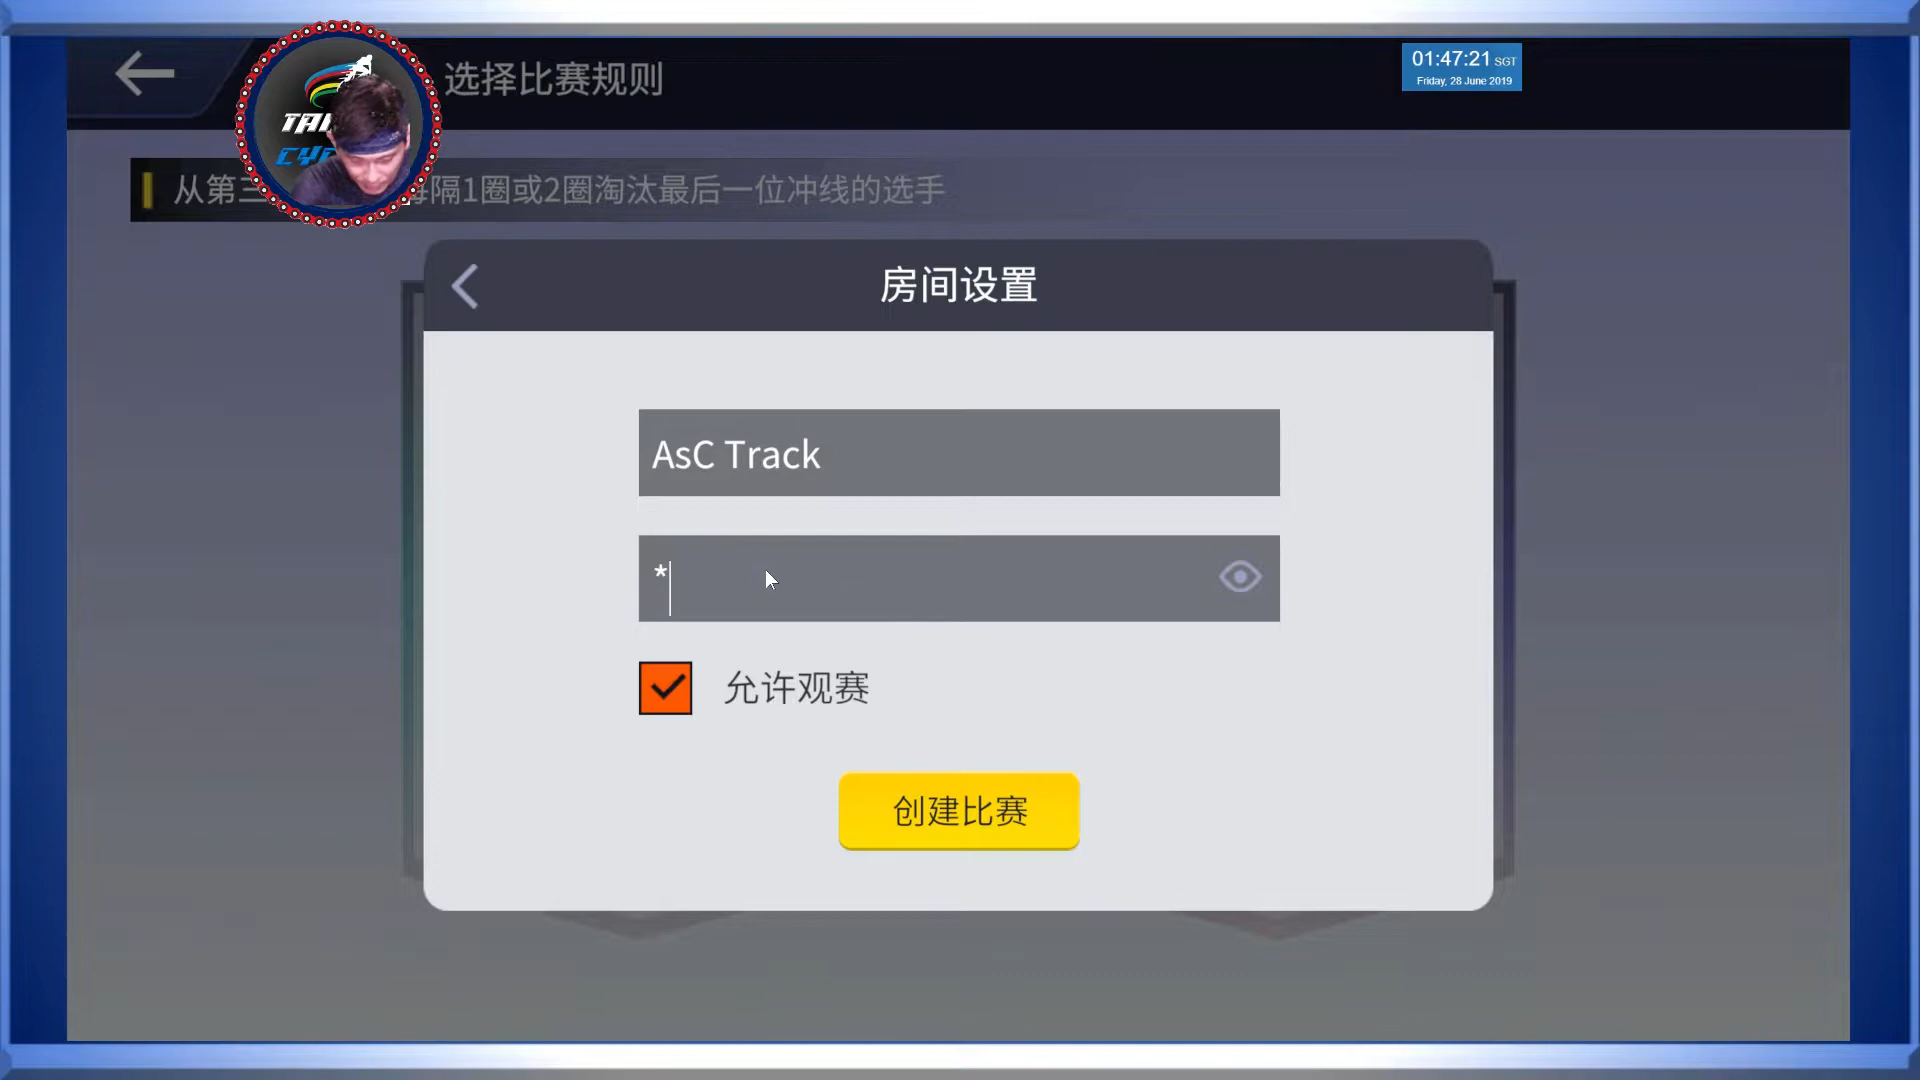 选择比赛规则
01:47:21 SGT
Friday, 28 June 2019
从第三 隔1圈或2圈淘汰最后一位冲线的选手
房间设置
AsC Track
*
允许观赛
创建比赛